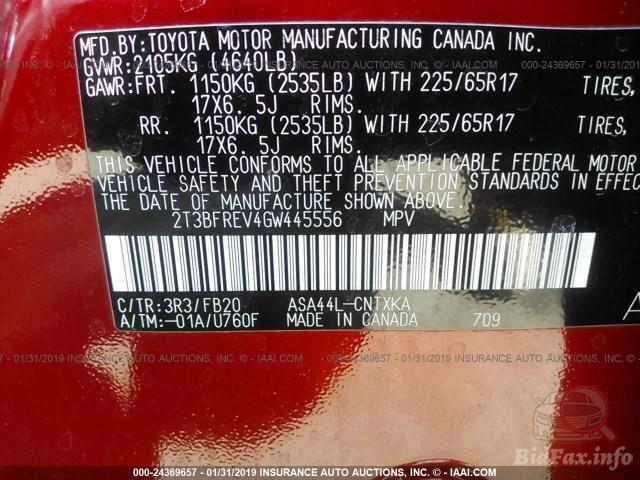 MFD.BY:TOYOTA MOTOR MANUFACTURING CANADA INC.
GVWR:2105KG (4640LB)
GAWR:FRT. 1150KG (2535LB) WITH 225/65R17 TIRES,
17X6. 5J RIMS.
RR. 1150KG (2535LB) WITH 225/65R17 TIRES,
17X6. 5J RIMS.
THIS VEHICLE CONFORMS TO ALL APPLICABLE FEDERAL MOTOR
VEHICLE SAFETY AND THEFT PREVENTION STANDARDS IN EFFEC
THE DATE OF MANUFACTURE SHOWN ABOVE.
2T3BFREV4GW445556 MPV
C/TR:3R3/FB20 ASA44L-CNTXKA
A/TM:-01A/U760F MADE IN CANADA 709
A
000-24369657 - 01/31/2019 INSURANCE AUTO AUCTIONS - © - IAAI.COM
BidFax.info